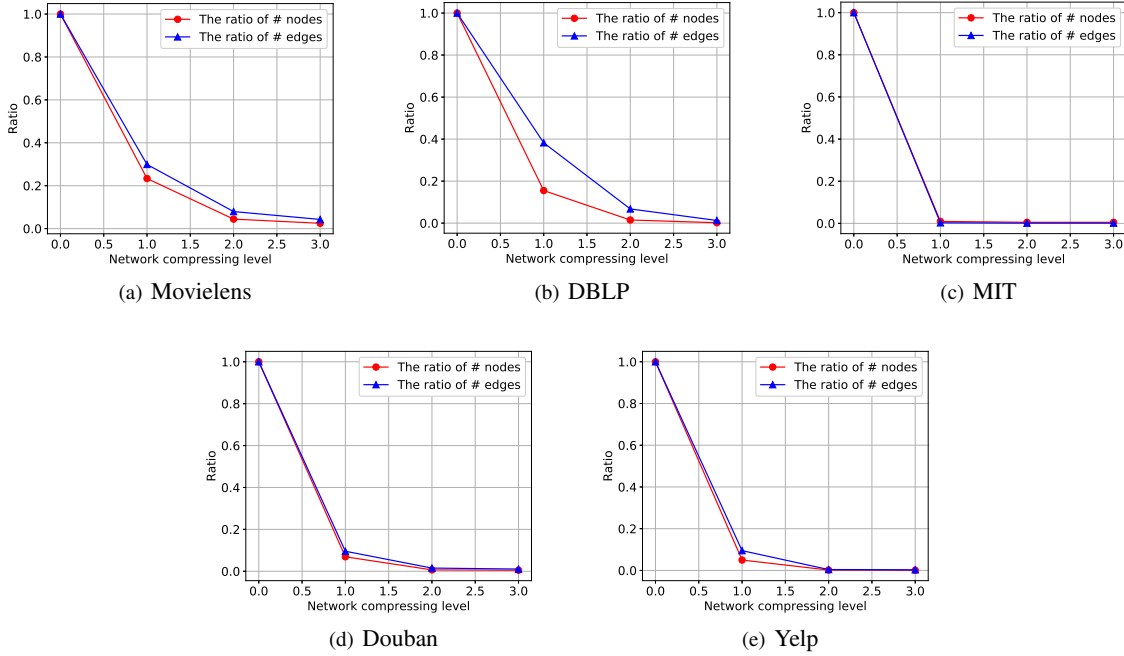 The ratio of # nodes
The ratio of # edges
1.0
0.8
0.6
0.4
0.2
0.0
Ratio
0.0 0.5 1.0 1.5 2.0 2.5 3.0
Network compressing level
(a) Movielens
The ratio of # nodes
The ratio of # edges
1.0
0.8
0.6
0.4
0.2
0.0
Ratio
0.0 0.5 1.0 1.5 2.0 2.5 3.0
Network compressing level
(b) DBLP
The ratio of # nodes
The ratio of # edges
1.0
0.8
0.6
0.4
0.2
0.0
Ratio
0.0 0.5 1.0 1.5 2.0 2.5 3.0
Network compressing level
(c) MIT
The ratio of # nodes
The ratio of # edges
1.0
0.8
0.6
0.4
0.2
0.0
Ratio
0.0 0.5 1.0 1.5 2.0 2.5 3.0
Network compressing level
(d) Douban
The ratio of # nodes
The ratio of # edges
1.0
0.8
0.6
0.4
0.2
0.0
Ratio
0.0 0.5 1.0 1.5 2.0 2.5 3.0
Network compressing level
(e) Yelp